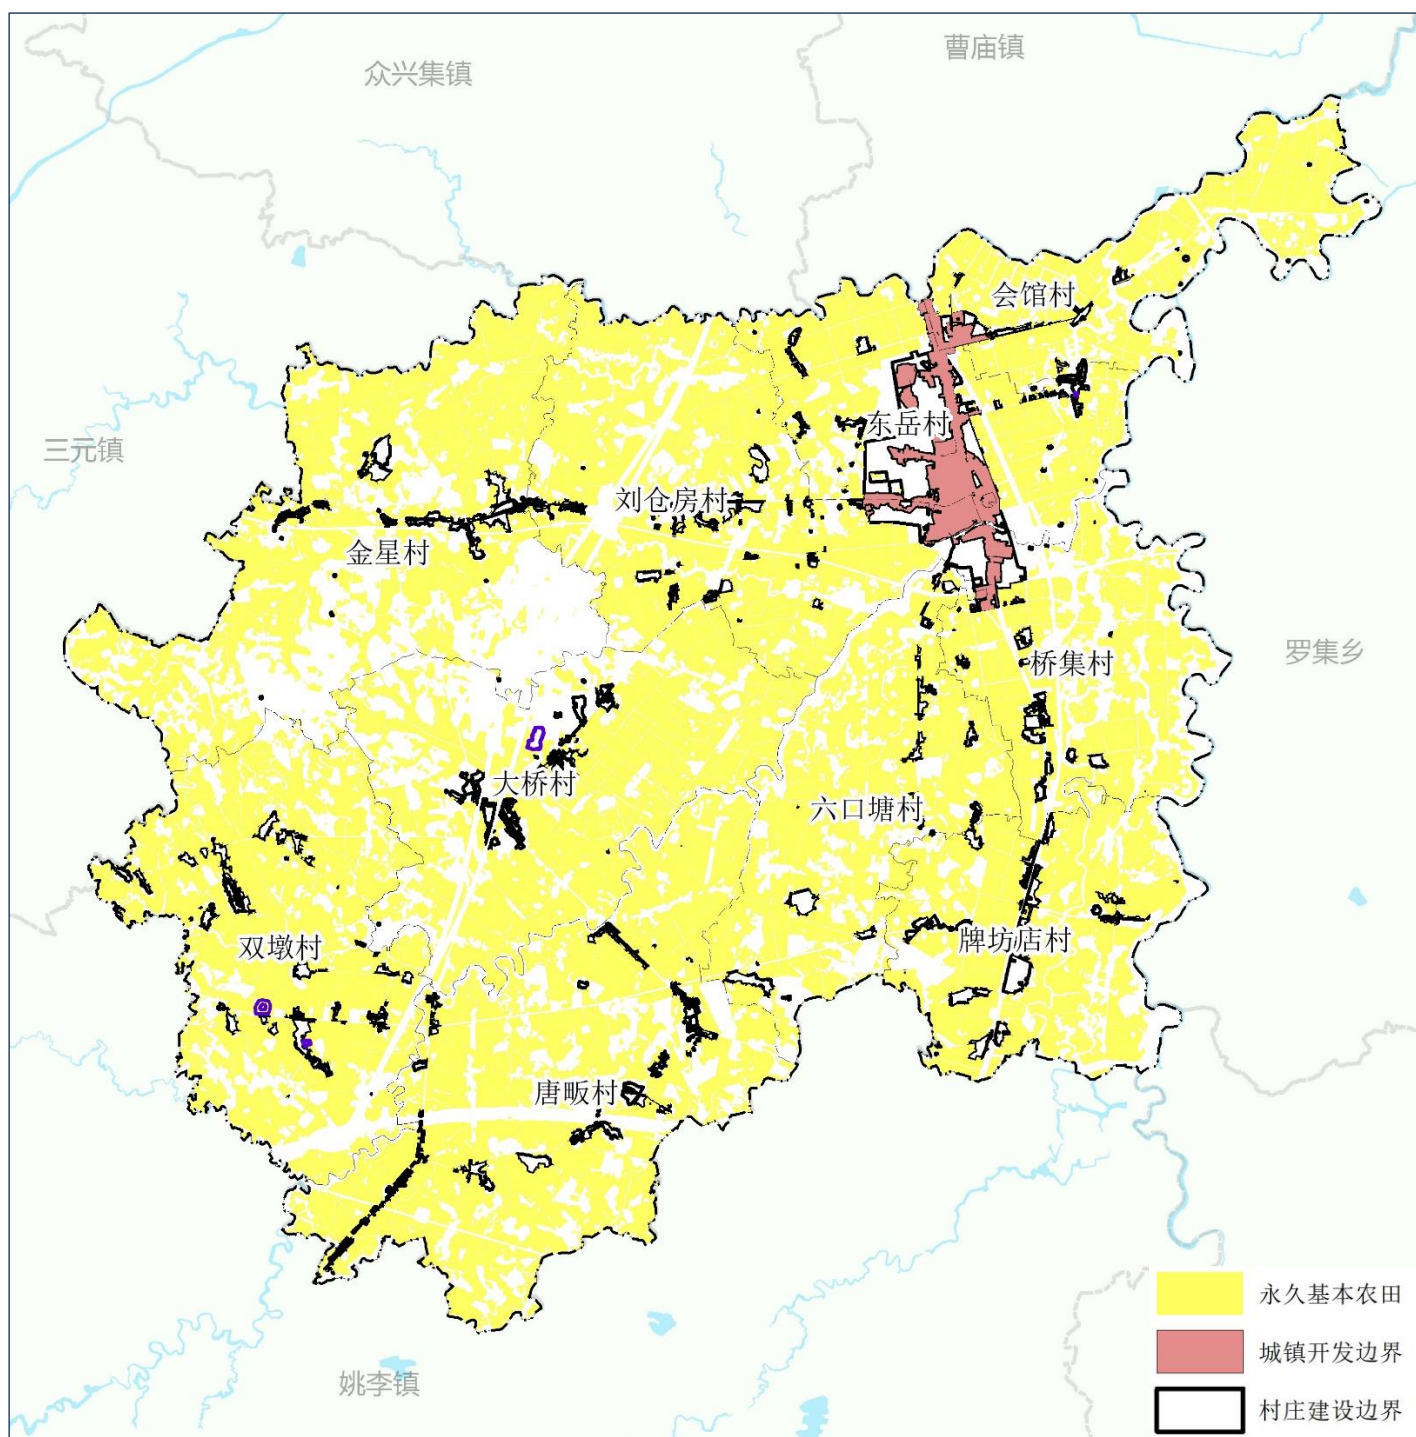 曹庙镇
众兴集镇
会馆村
东岳村
三元镇
刘仓房村
金星村
罗集乡
桥集村
大桥村
六口塘村
双墩村
牌坊店村
唐畈村
永久基本农田
城镇开发边界
姚李镇
村庄建设边界